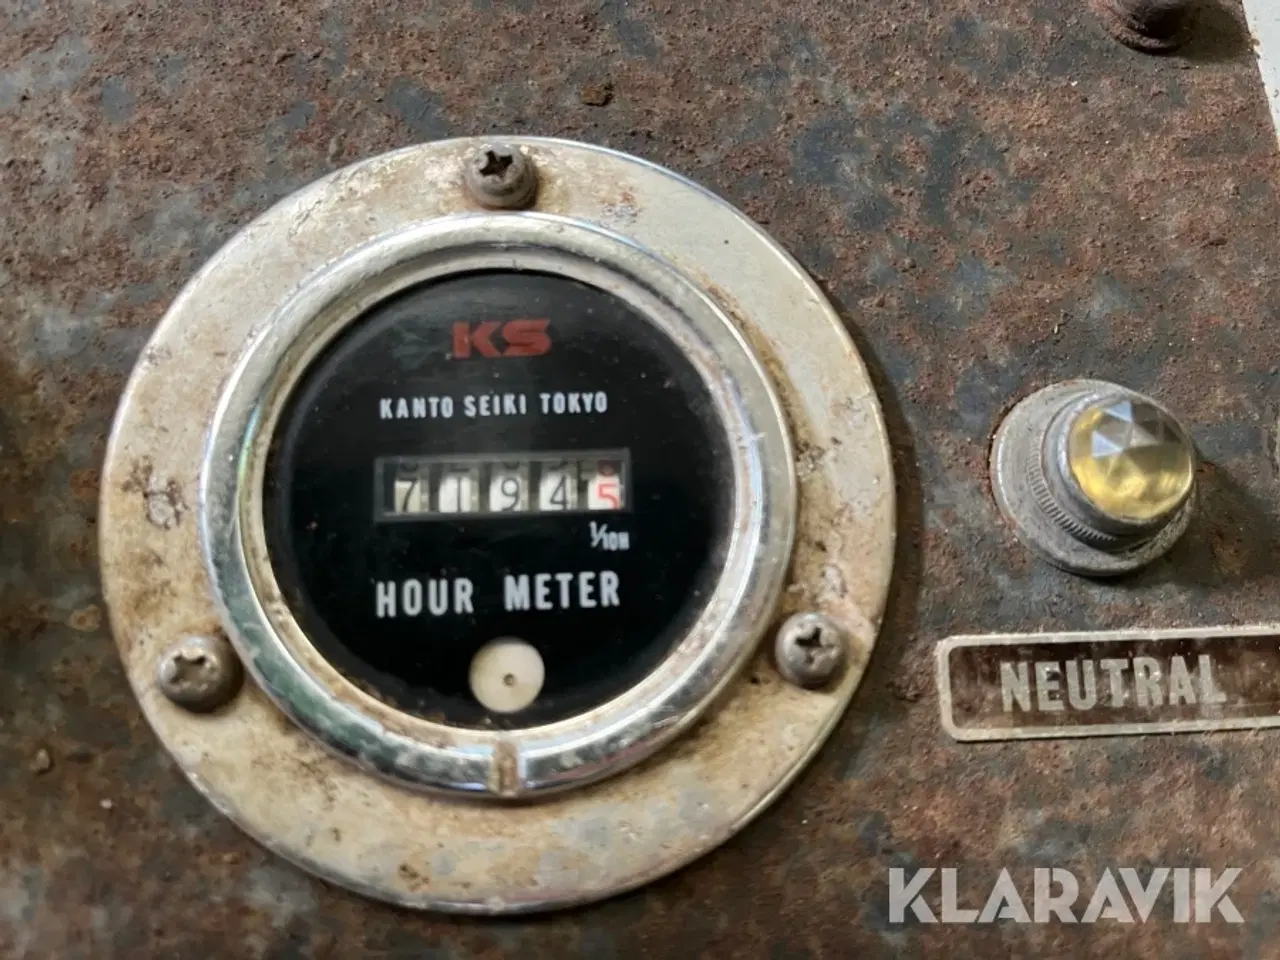 KS
KANTO SEIKI TOKYO
71945
1/10H
HOUR METER
NEUTRAL
KLARAVIK